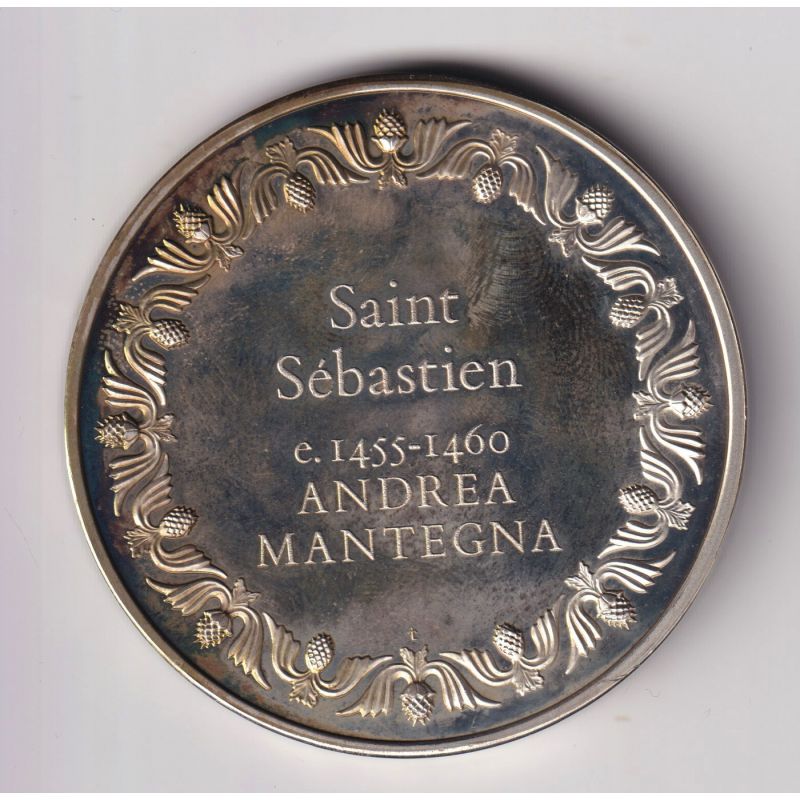 Saint
Sébastien
e. 1455-1460
ANDREA
MANTEGNA
t